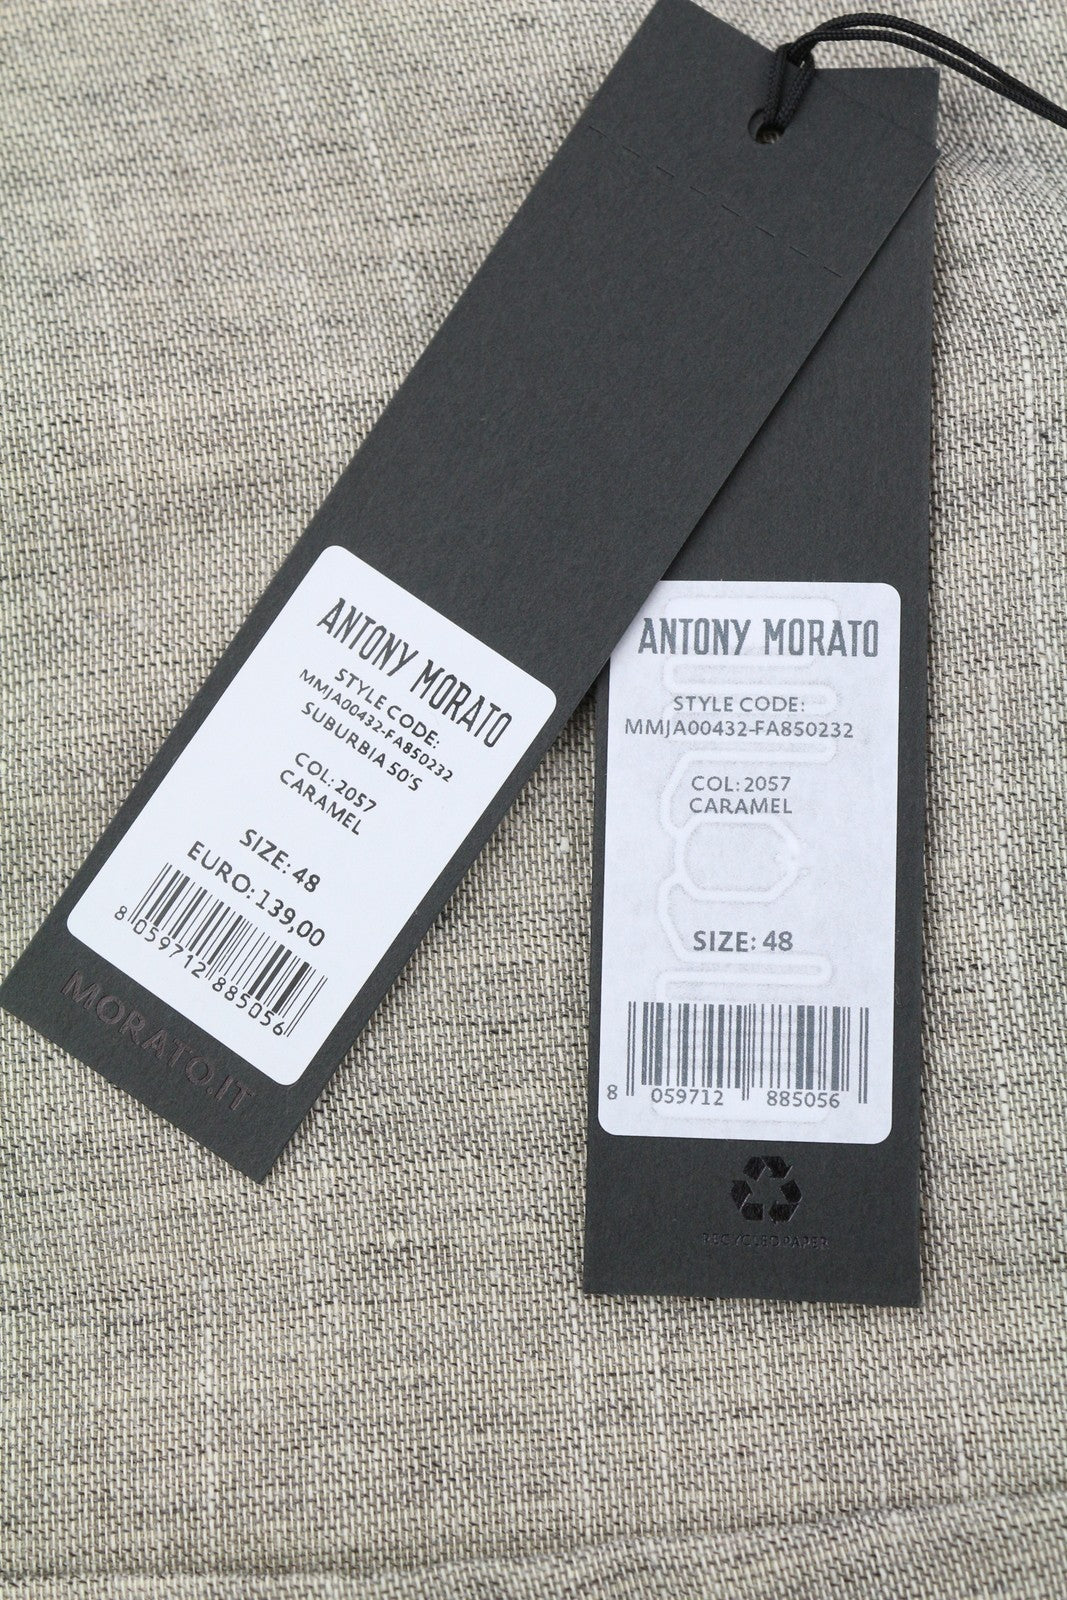 ANTONY MORATO
STYLE CODE:
MMJA00432-FA850232
SUBURBIA 50'S
COL: 2057
CARAMEL
SIZE: 48
EURO: 139,00
8 059712 885056
MORATO.IT
ANTONY MORATO
STYLE CODE:
MMJA00432-FA850232
COL: 2057
CARAMEL
SIZE: 48
8 059712 885056
RECYCLED PAPER